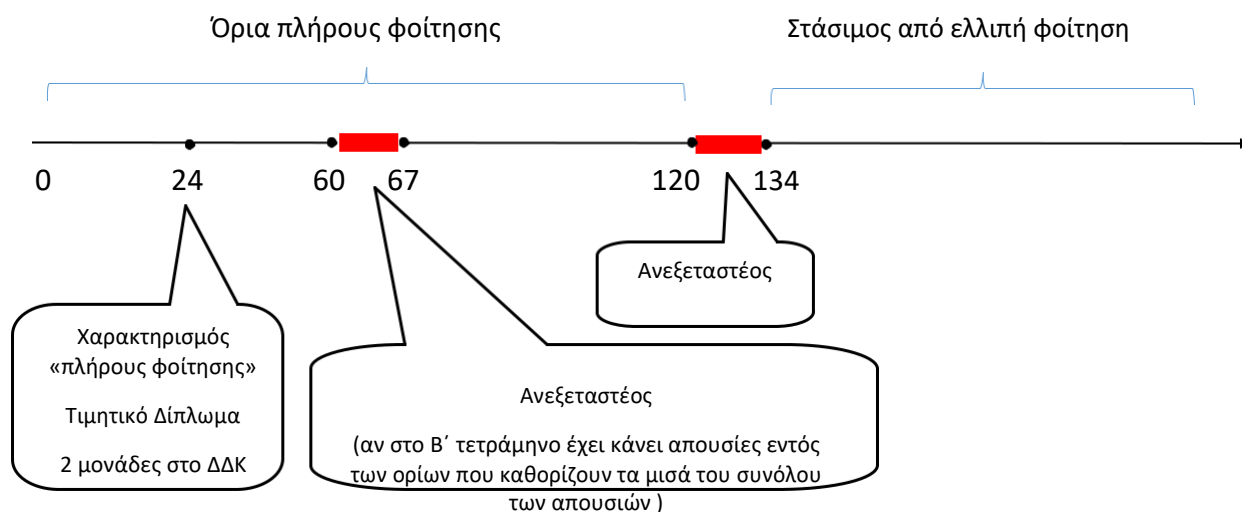 Όρια πλήρους φοίτησης
Στάσιμος από ελλιπή φοίτηση
0 24 60 67 120 134
Ανεξεταστέος
Χαρακτηρισμός
«πλήρους φοίτησης»
Τιμητικό Δίπλωμα
2 μονάδες στο ΔΔΚ
Ανεξεταστέος
(αν στο Β΄ τετράμηνο έχει κάνει απουσίες εντός
των ορίων που καθορίζουν τα μισά του συνόλου
των απουσιών )